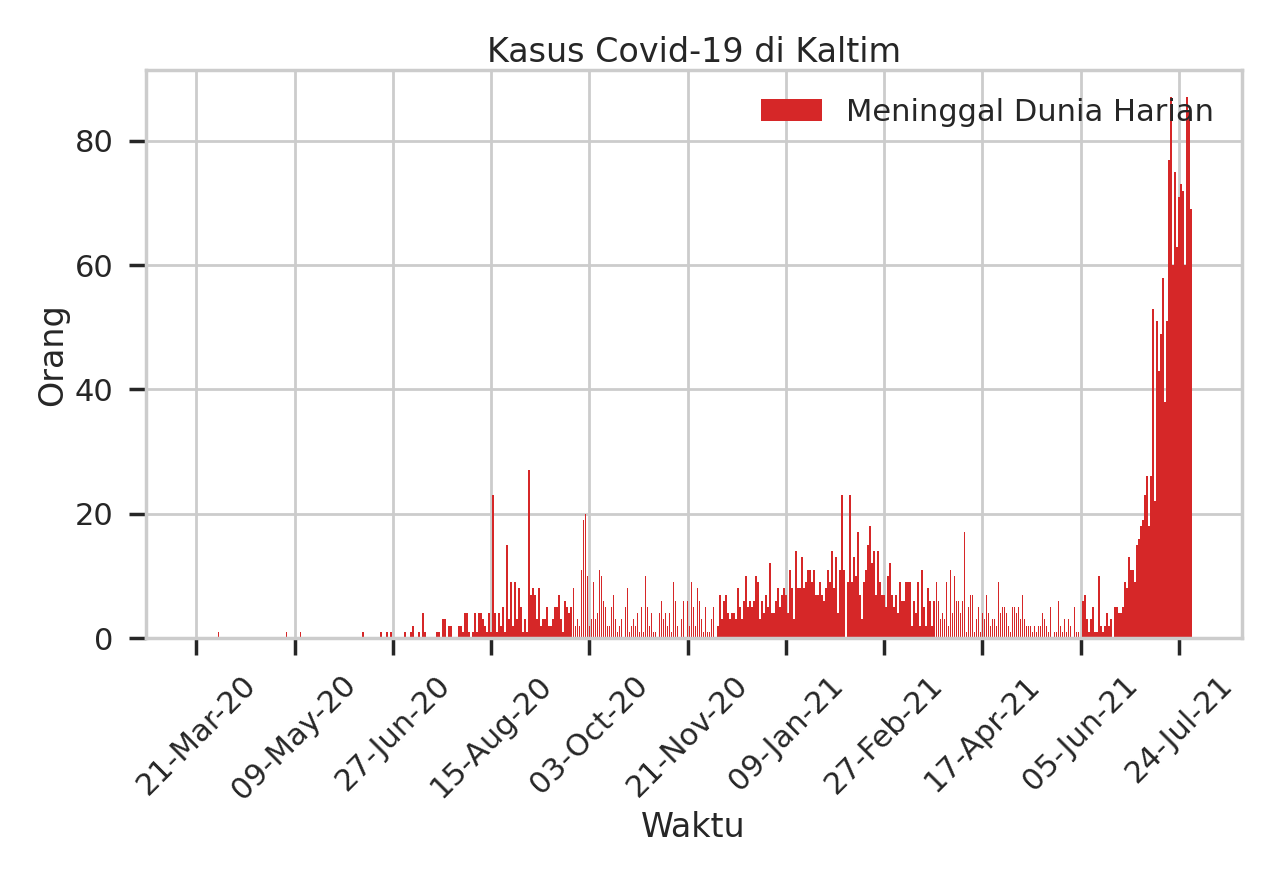 Kasus Covid-19 di Kaltim
Meninggal Dunia Harian
Orang
80
60
40
20
0
21-Mar-20
09-May-20
27-Jun-20
15-Aug-20
03-Oct-20
21-Nov-20
09-Jan-21
27-Feb-21
17-Apr-21
05-Jun-21
24-Jul-21
Waktu